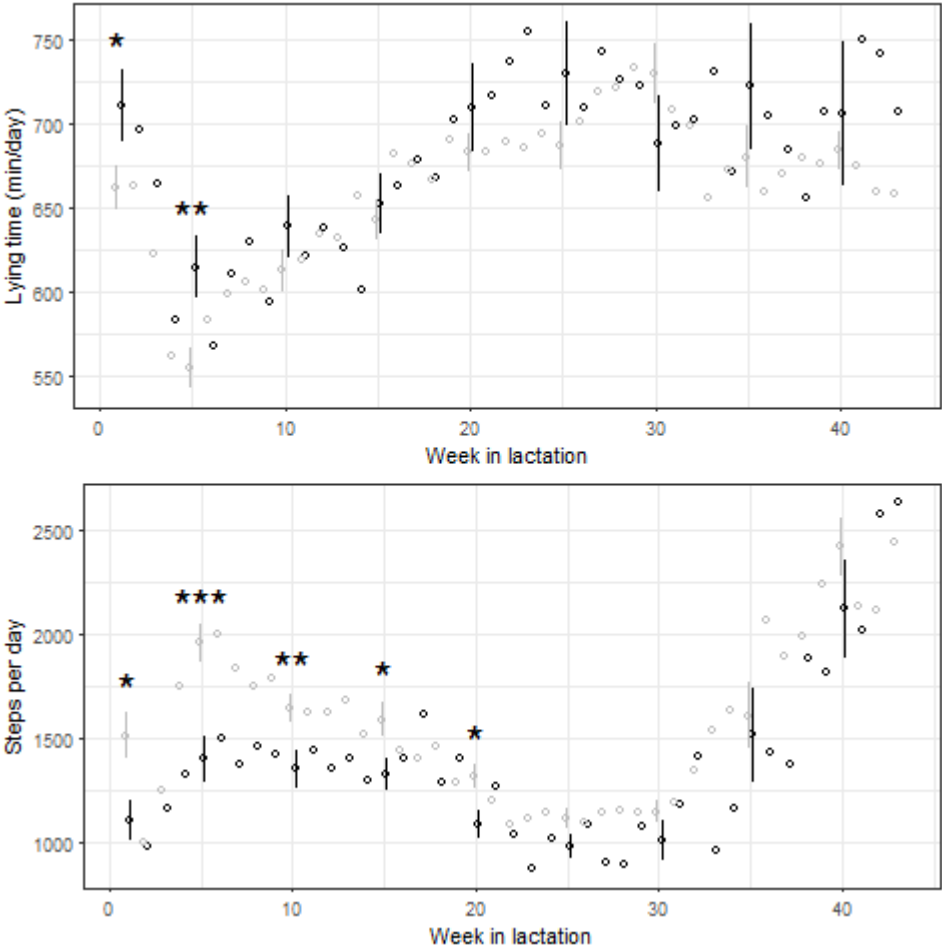 Lying time (min/day)
750
700
650
600
550
★
★★
0 10 20 30 40
Week in lactation
Steps per day
2500
2000
1500
1000
★
★★★
★★
★
★
0 10 20 30 40
Week in lactation